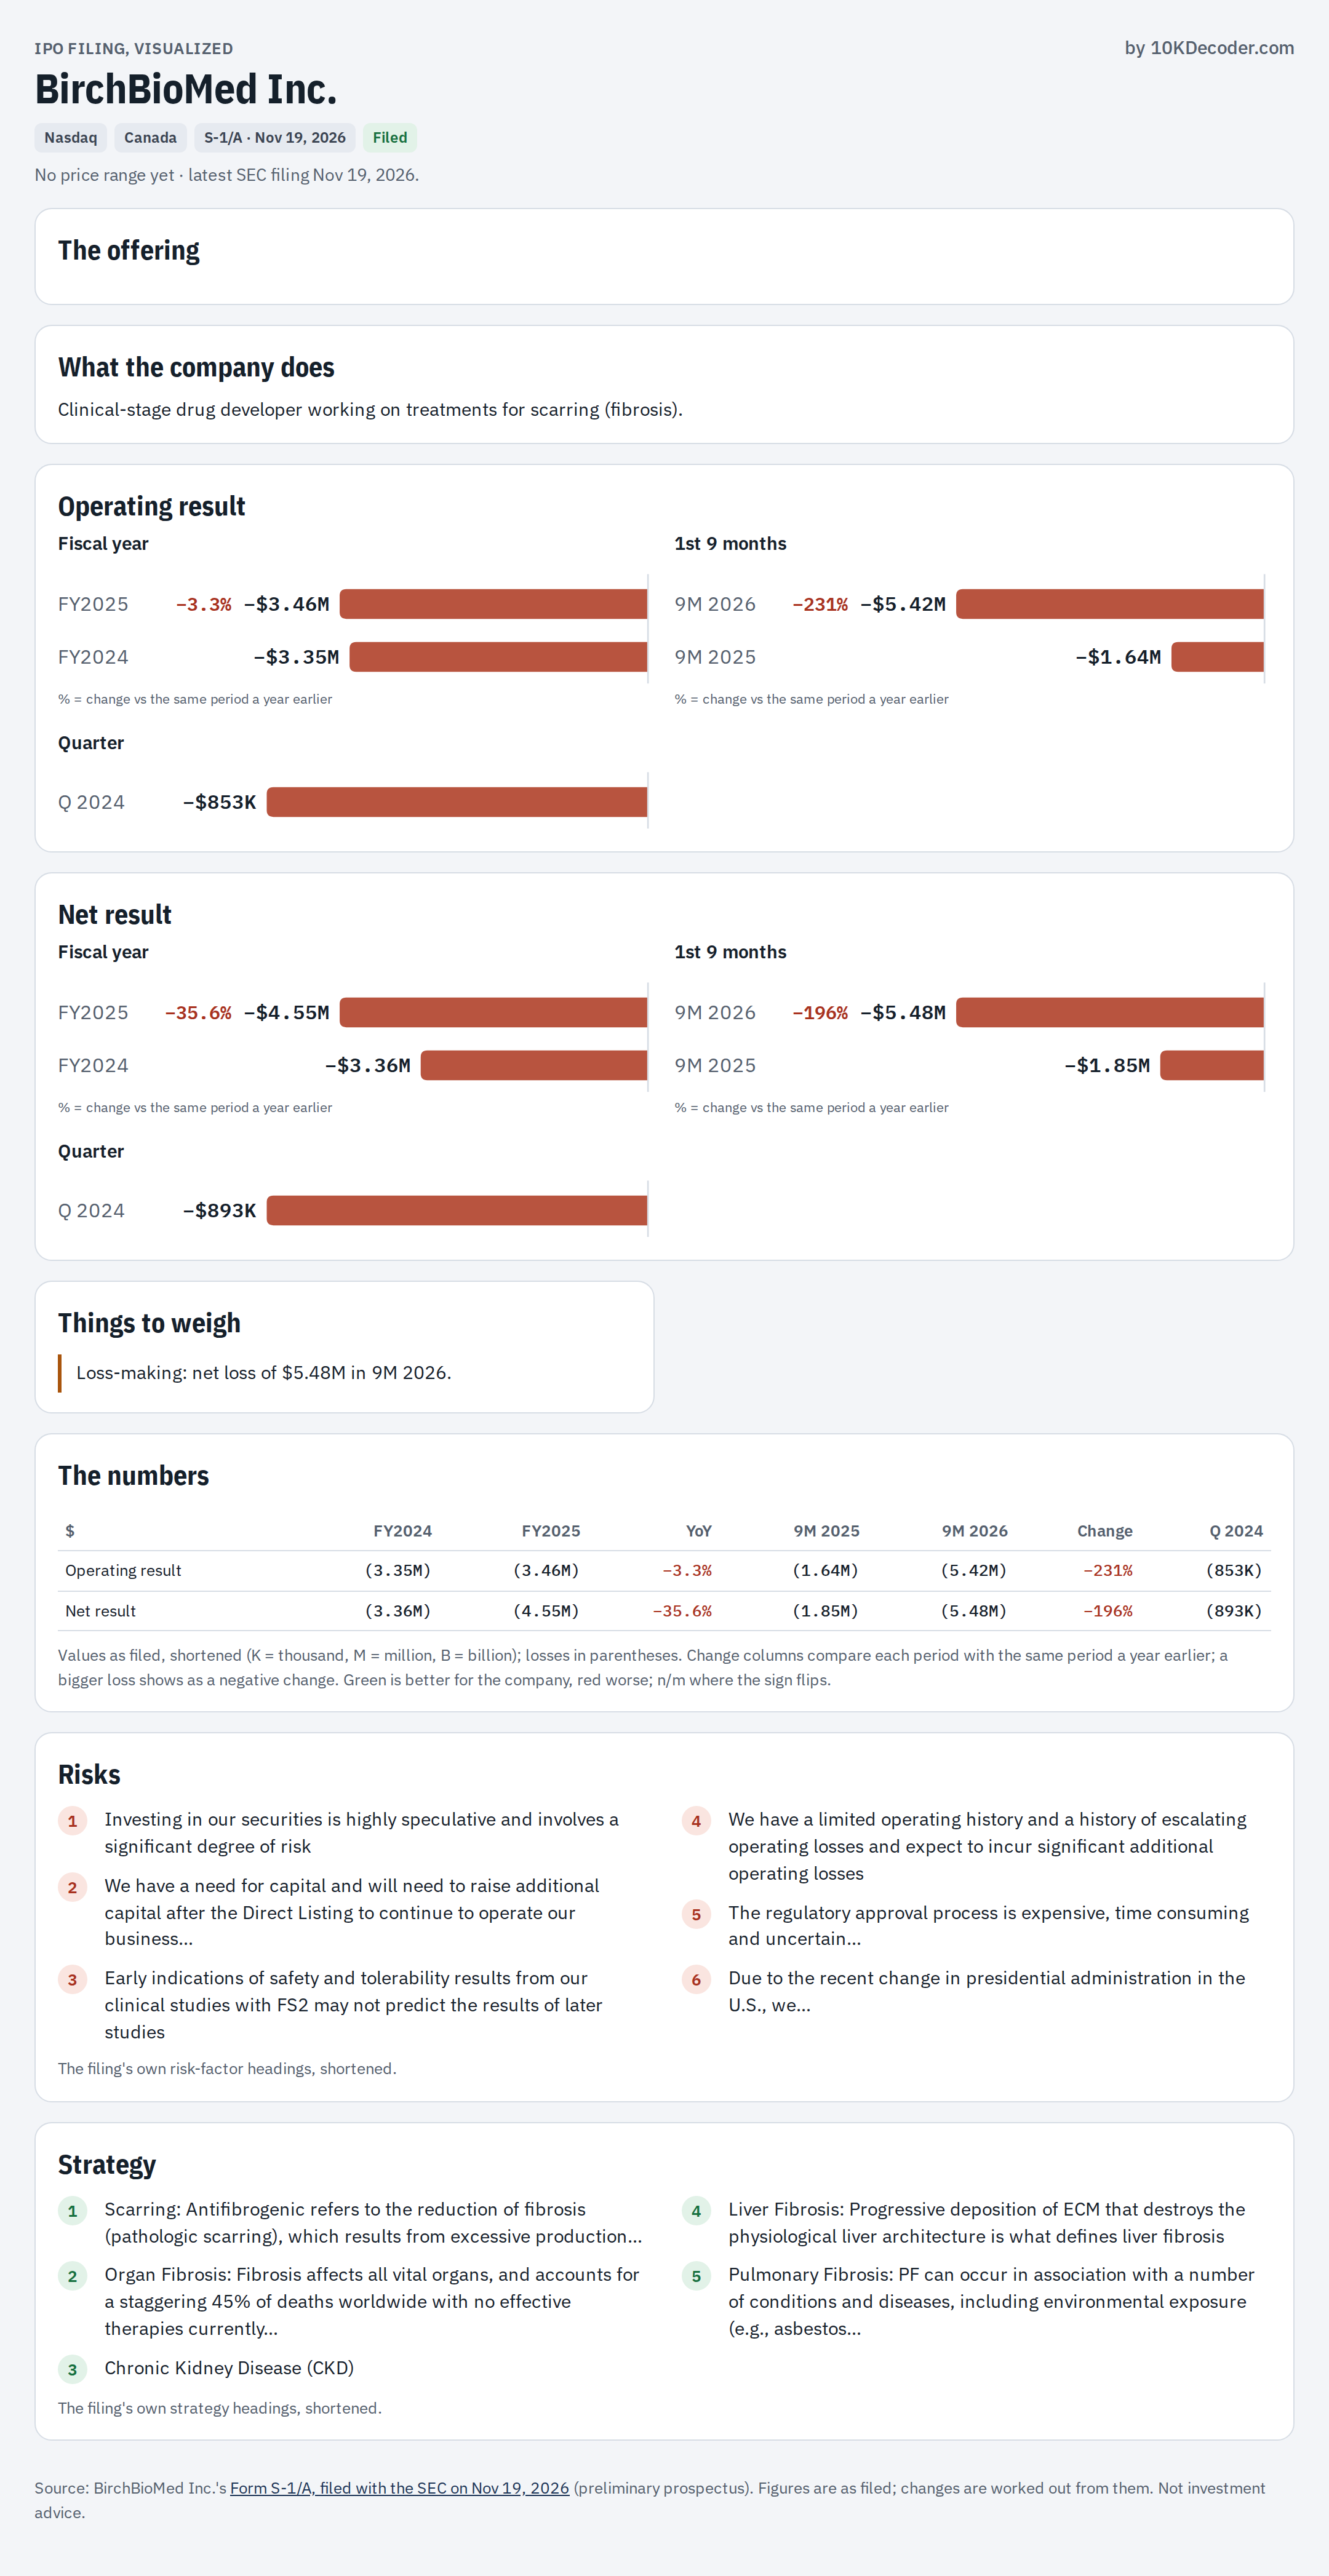 IPO FILING, VISUALIZED
by 10KDecoder.com
BirchBioMed Inc.
Nasdaq
Canada
S-1/A · Nov 19, 2026
Filed
No price range yet · latest SEC filing Nov 19, 2026.
The offering
What the company does
Clinical-stage drug developer working on treatments for scarring (fibrosis).
Operating result
Fiscal year
FY2025 −3.3% −$3.46M
FY2024 −$3.35M
% = change vs the same period a year earlier
1st 9 months
9M 2026 −231% −$5.42M
9M 2025 −$1.64M
% = change vs the same period a year earlier
Quarter
Q 2024 −$853K
Net result
Fiscal year
FY2025 −35.6% −$4.55M
FY2024 −$3.36M
% = change vs the same period a year earlier
1st 9 months
9M 2026 −196% −$5.48M
9M 2025 −$1.85M
% = change vs the same period a year earlier
Quarter
Q 2024 −$893K
Things to weigh
Loss-making: net loss of $5.48M in 9M 2026.
The numbers
$ FY2024 FY2025 YoY 9M 2025 9M 2026 Change Q 2024
Operating result (3.35M) (3.46M) −3.3% (1.64M) (5.42M) −231% (853K)
Net result (3.36M) (4.55M) −35.6% (1.85M) (5.48M) −196% (893K)
Values as filed, shortened (K = thousand, M = million, B = billion); losses in parentheses. Change columns compare each period with the same period a year earlier; a
bigger loss shows as a negative change. Green is better for the company, red worse; n/m where the sign flips.
Risks
1 Investing in our securities is highly speculative and involves a
significant degree of risk
2 We have a need for capital and will need to raise additional
capital after the Direct Listing to continue to operate our
business…
3 Early indications of safety and tolerability results from our
clinical studies with FS2 may not predict the results of later
studies
4 We have a limited operating history and a history of escalating
operating losses and expect to incur significant additional
operating losses
5 The regulatory approval process is expensive, time consuming
and uncertain…
6 Due to the recent change in presidential administration in the
U.S., we…
The filing's own risk-factor headings, shortened.
Strategy
1 Scarring: Antifibrogenic refers to the reduction of fibrosis
(pathologic scarring), which results from excessive production…
2 Organ Fibrosis: Fibrosis affects all vital organs, and accounts for
a staggering 45% of deaths worldwide with no effective
therapies currently…
3 Chronic Kidney Disease (CKD)
4 Liver Fibrosis: Progressive deposition of ECM that destroys the
physiological liver architecture is what defines liver fibrosis
5 Pulmonary Fibrosis: PF can occur in association with a number
of conditions and diseases, including environmental exposure
(e.g., asbestos…
The filing's own strategy headings, shortened.
Source: BirchBioMed Inc.'s Form S-1/A, filed with the SEC on Nov 19, 2026 (preliminary prospectus). Figures are as filed; changes are worked out from them. Not investment
advice.